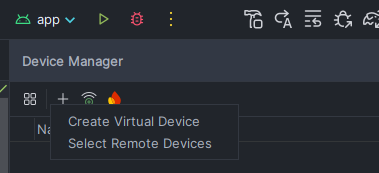 app
Device Manager
Na
Create Virtual Device
Select Remote Devices